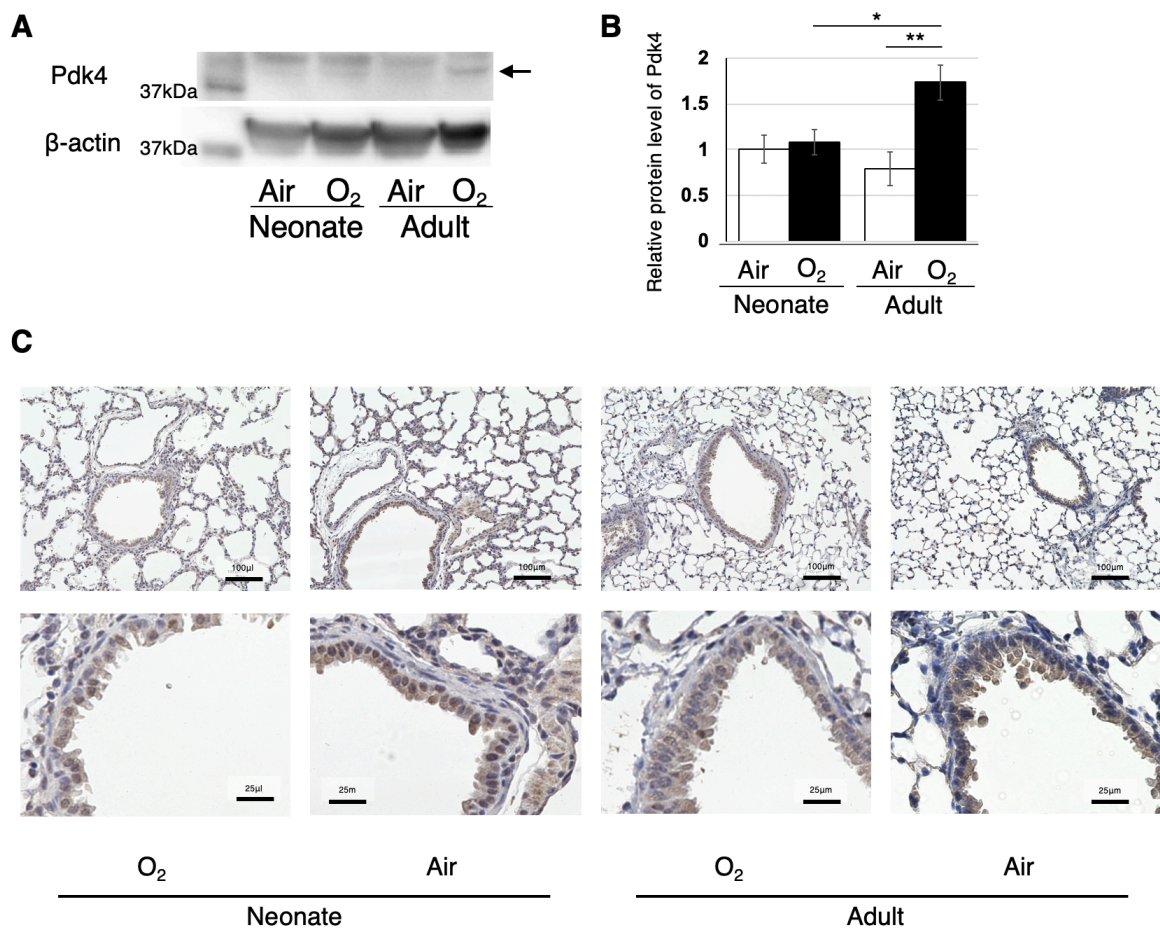 A
Pdk4
37kDa
β-actin
37kDa
Air O₂ Air O₂
Neonate Adult
B
*
**
Relative protein level of Pdk4
2
1.5
1
0.5
0
Air O₂ Air O₂
Neonate Adult
C
100µl 100µm 100µm 100µm
25µl 25m 25µm 25µm
O₂ Air O₂ Air
Neonate Adult